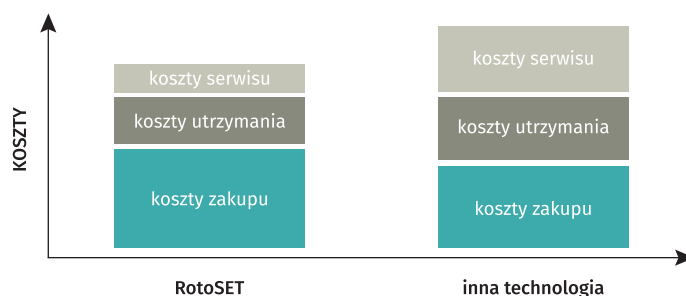 KOSZTY
koszty serwisu
koszty utrzymania
koszty zakupu
RotoSET
koszty serwisu
koszty utrzymania
koszty zakupu
inna technologia